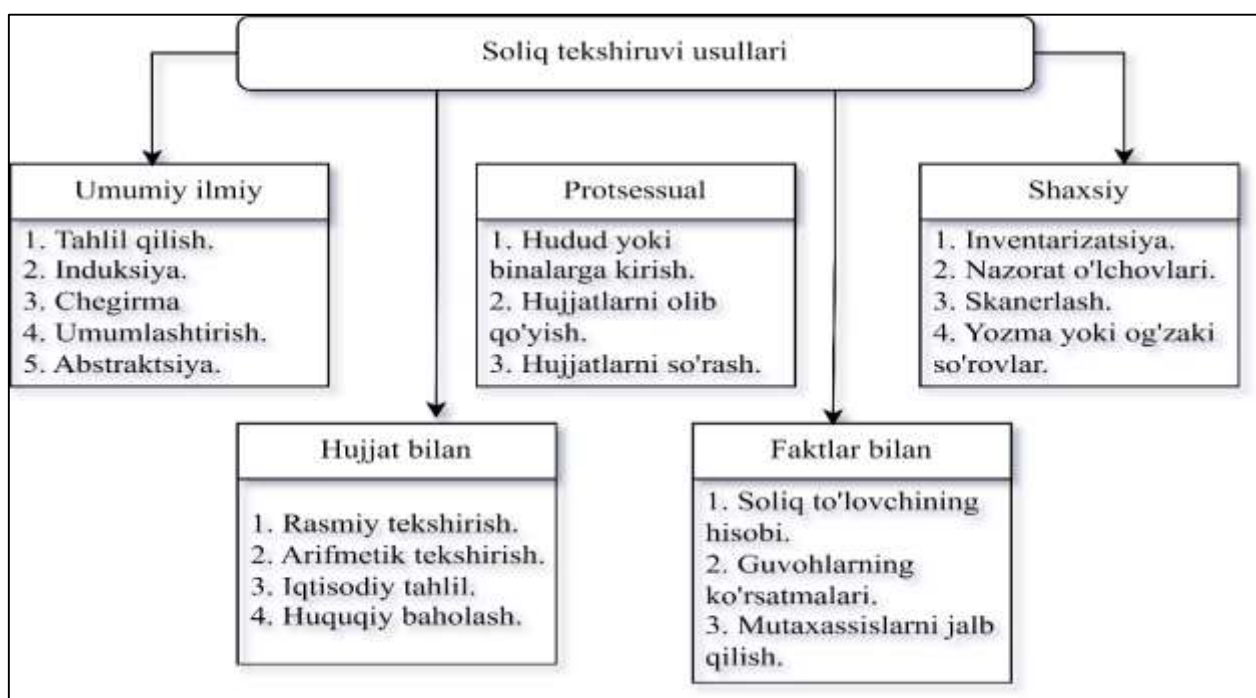 Soliq tekshiruvi usullari
Umumiy ilmiy
1. Tahlil qilish.
2. Induksiya.
3. Chegirma
4. Umumlashtirish.
5. Abstraktsiya.
Protsessual
1. Hudud yoki
binalarga kirish.
2. Hujjatlarni olib
qo'yish.
3. Hujjatlarni so'rash.
Shaxsiy
1. Inventarizatsiya.
2. Nazorat o'lchovlari.
3. Skanerlash.
4. Yozma yoki og'zaki
so'rovlar.
Hujjat bilan
1. Rasmiy tekshirish.
2. Arifmetik tekshirish.
3. Iqtisodiy tahlil.
4. Huquqiy baholash.
Faktlar bilan
1. Soliq to'lovchining
hisobi.
2. Guvohlarning
ko'rsatmalari.
3. Mutaxassislarni jalb
qilish.